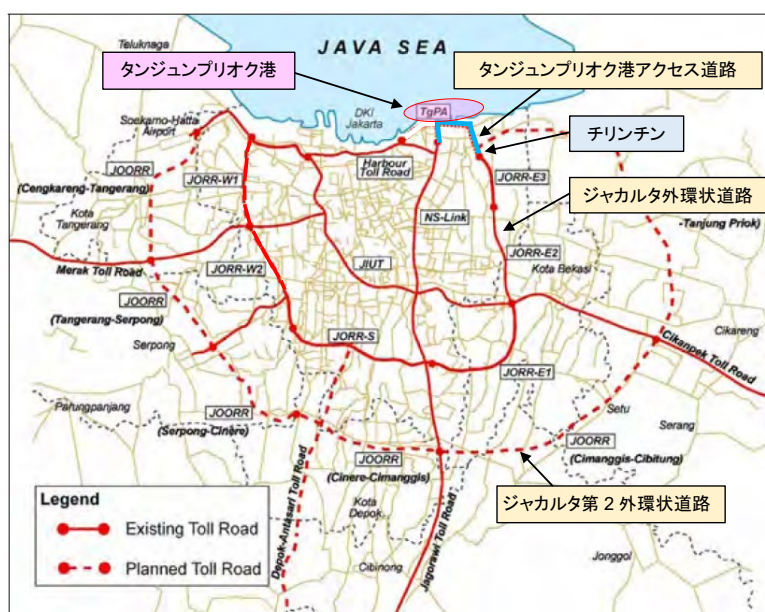 JAVA SEA
Teluknaga
タンジュンプリオク港
タンジュンプリオク港アクセス道路
TgPA
DKI
Jakarta
Soekarno-Hatta
Airport
チリンチン
JOORR
(Cengkareng-Tangerang)
JORR-W1
Harbour
Toll Road
JORR-E3
ジャカルタ外環状道路
Kota
Tangerang
NS-Link
-Tanjung Priok)
Merak Toll Road
JORR-W2
JIUT
JORR-E2
Kota Bekasi
JOORR
(Tangerang-Serpong)
Cikareng
Cikanpek Toll Road
Serpong
JORR-S
JORR-E1
Parungpanjang
JOORR
(Serpong-Cinere)
Setu
Serang
JOORR
(Cimanggis-Cibitung)
JOORR
(Cinere-Cimanggis)
Kota
Depok
Depok-Antasari Toll Road
Jagorawi Toll Road
ジャカルタ第２外環状道路
Cibinong
Jonggol
Legend
Existing Toll Road
Planned Toll Road